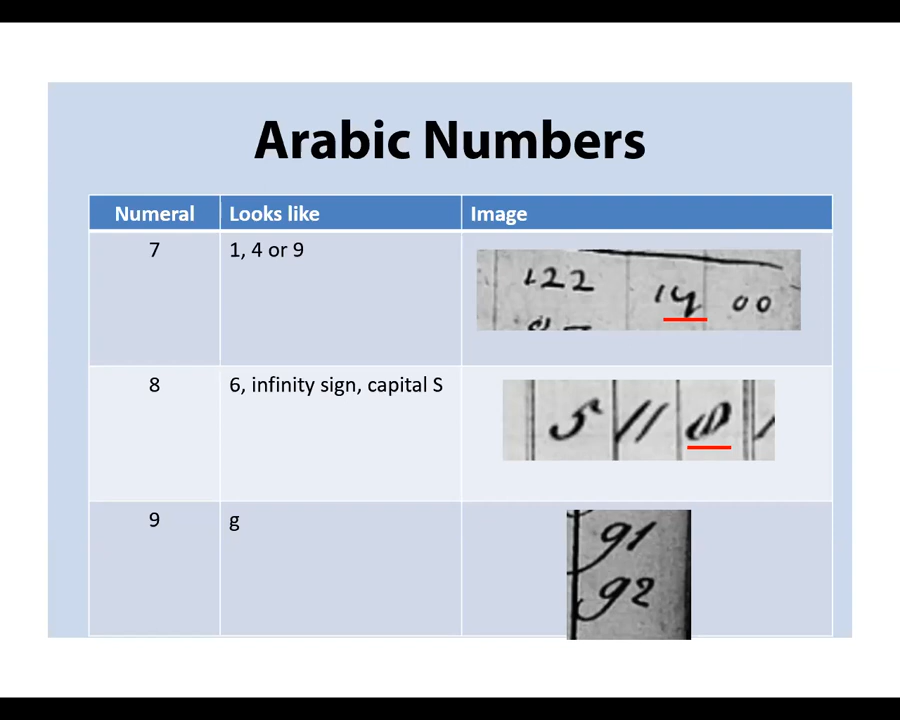 Arabic Numbers
Numeral Looks like Image
7 1, 4 or 9
122 14 00
8 6, infinity sign, capital S
5 11 8
9 g
91
92